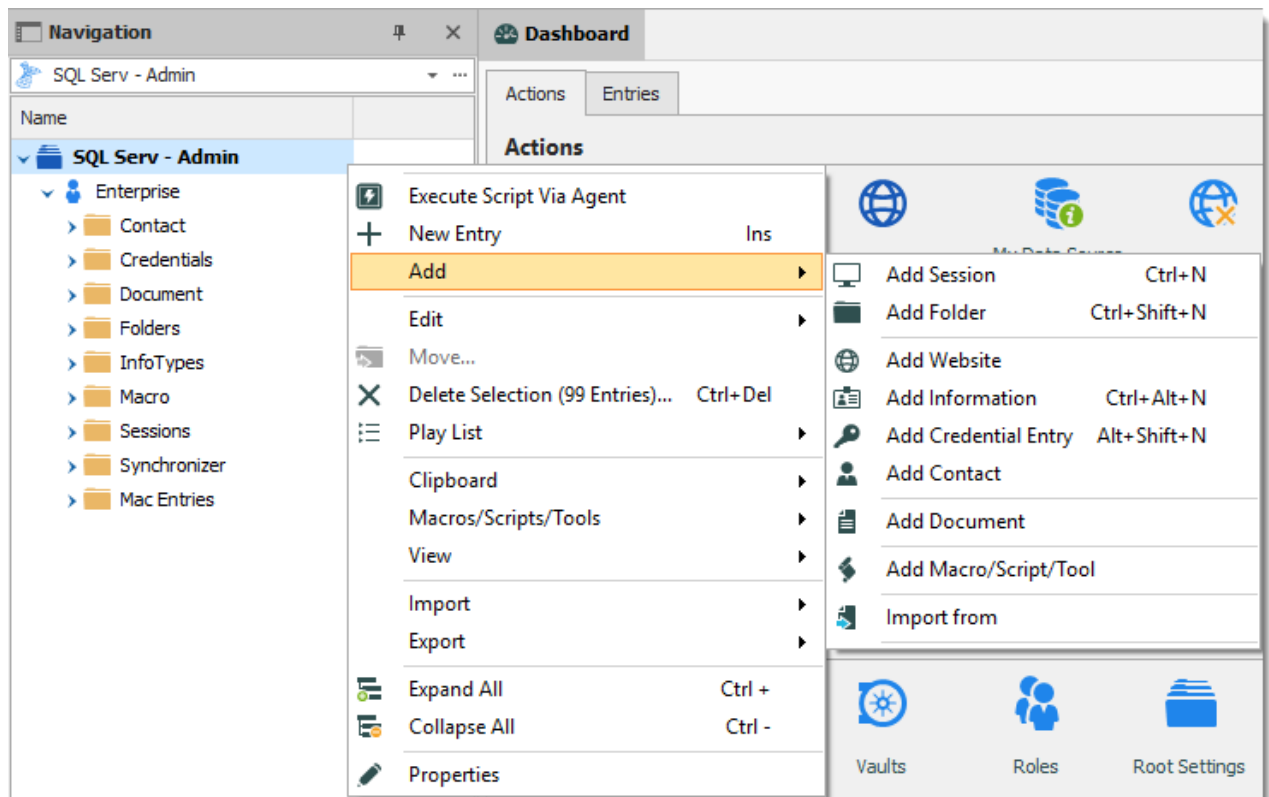 Navigation
Dashboard
SQL Serv - Admin
Actions
Entries
Name
Actions
SQL Serv - Admin
Enterprise
Contact
Credentials
Document
Folders
InfoTypes
Macro
Sessions
Synchronizer
Mac Entries
Execute Script Via Agent
New Entry Ins
Add
Edit
Move...
Delete Selection (99 Entries)... Ctrl+Del
Play List
Clipboard
Macros/Scripts/Tools
View
Import
Export
Expand All Ctrl +
Collapse All Ctrl -
Properties
My Data Source
Add Session Ctrl+N
Add Folder Ctrl+Shift+N
Add Website
Add Information Ctrl+Alt+N
Add Credential Entry Alt+Shift+N
Add Contact
Add Document
Add Macro/Script/Tool
Import from
Vaults
Roles
Root Settings